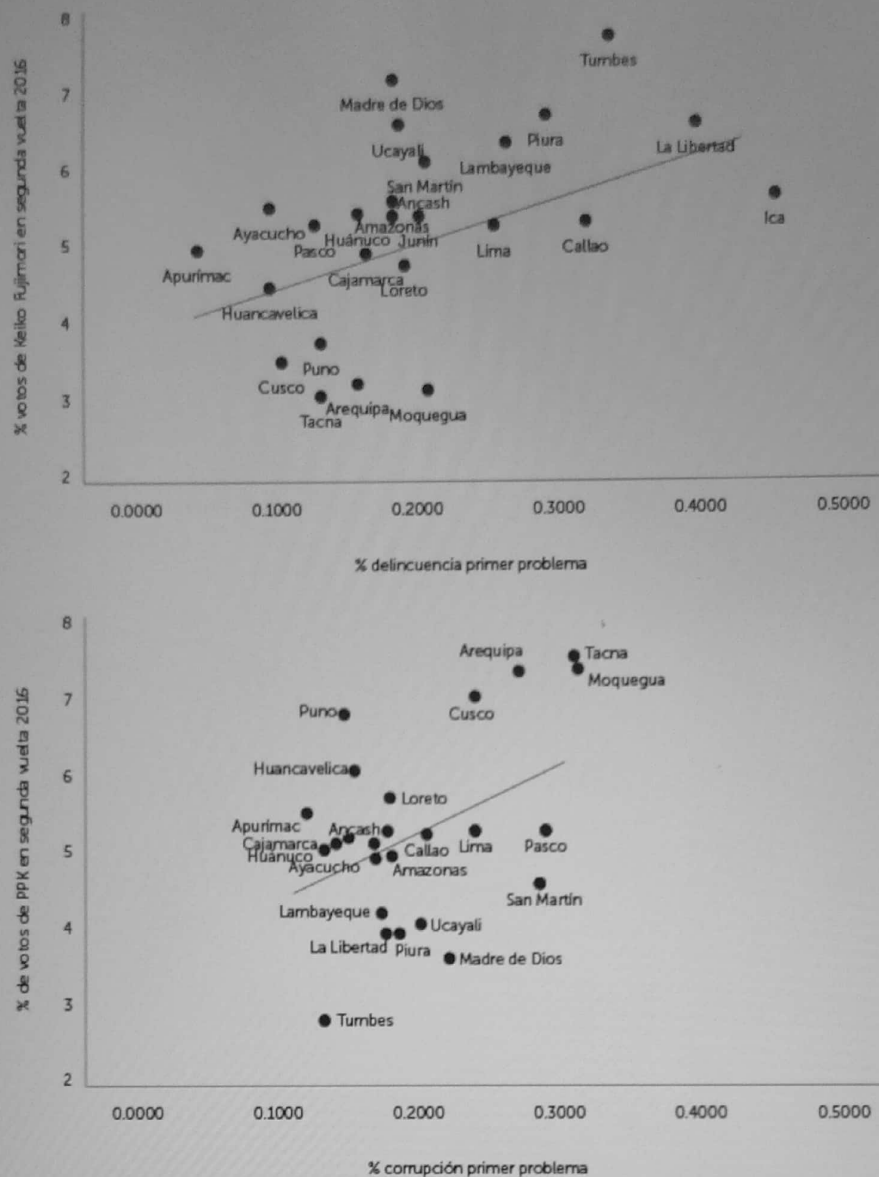 8
Tumbes
7
Madre de Dios
Piura
La Libertad
Ucayali
6
Lambayeque
San Martín
Ancash
Ica
Ayacucho
Amazonas
5
Pasco
Huánuco Junín
Lima
Callao
Apurímac
Cajamarca
Loreto
Huancavelica
4
Puno
Cusco
3
Arequipa
Moquegua
Tacna
2
0.0000 0.1000 0.2000 0.3000 0.4000 0.5000
% delincuencia primer problema
% votos de Keiko Fujimori en segunda vuelta 2016
8
Arequipa
Tacna
Moquegua
7
Puno
Cusco
6
Huancavelica
Loreto
Apurímac
Ancash
Cajamarca
5
Huánuco
Callao
Lima
Pasco
Ayacucho
Amazonas
San Martín
4
Lambayeque
Ucayali
La Libertad
Piura
Madre de Dios
3
Tumbes
2
0.0000 0.1000 0.2000 0.3000 0.4000 0.5000
% corrupción primer problema
% de votos de PPK en segunda vuelta 2016